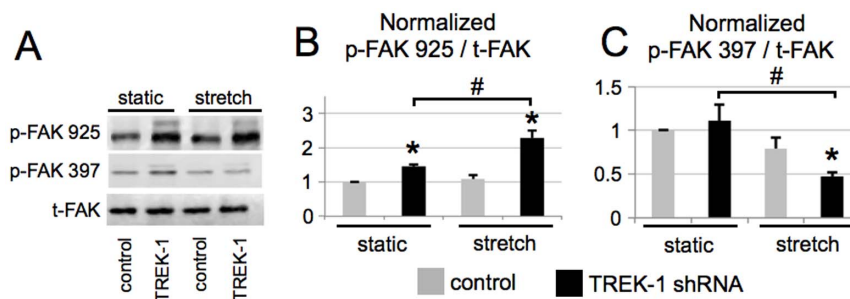 A
static stretch
p-FAK 925
p-FAK 397
t-FAK
control
TREK-1
control
TREK-1
B
Normalized
p-FAK 925 / t-FAK
#
3
2
1
0
*
*
static stretch
C
Normalized
p-FAK 397 / t-FAK
#
1.5
1
0.5
0
*
static stretch
control TREK-1 shRNA